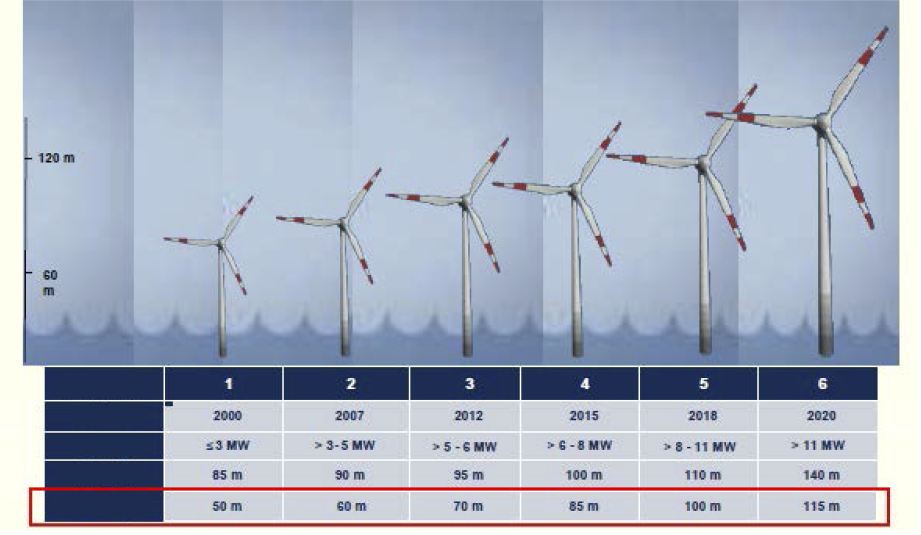 120 m
60
m
1 2 3 4 5 6
2000 2007 2012 2015 2018 2020
≤3 MW > 3-5 MW > 5 - 6 MW > 6 - 8 MW > 8 - 11 MW > 11 MW
85 m 90 m 95 m 100 m 110 m 140 m
50 m 60 m 70 m 85 m 100 m 115 m